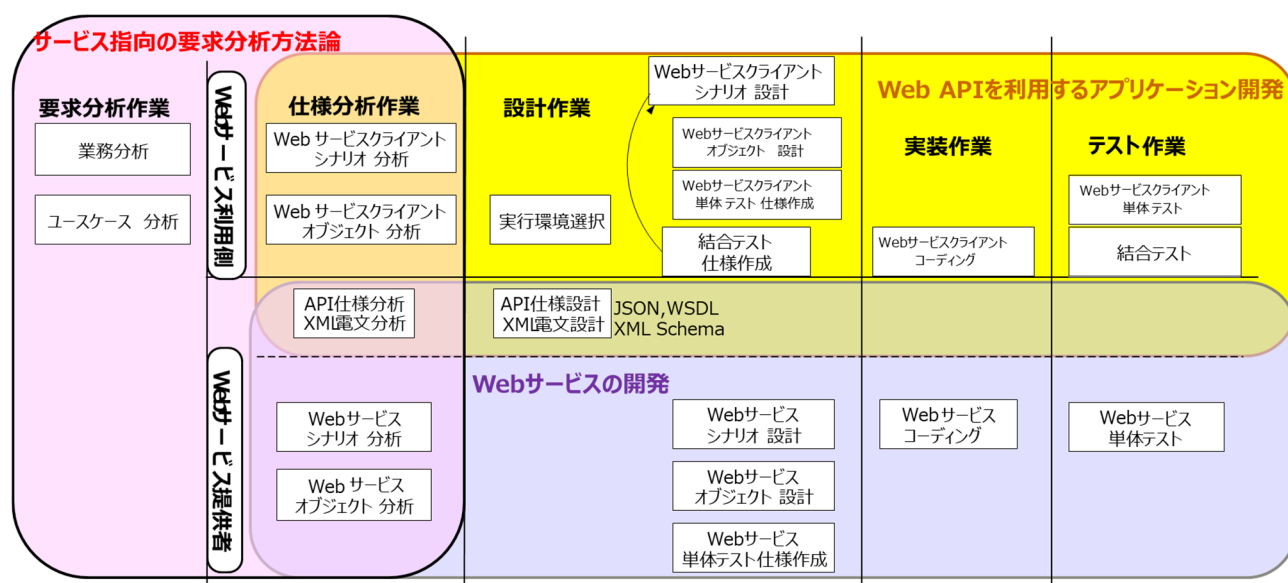 サービス指向の要求分析方法論
Web APIを利用するアプリケーション開発
要求分析作業
業務分析
ユースケース 分析
Webサービス利用側
仕様分析作業
Web サービスクライアント
シナリオ 分析
Web サービスクライアント
オブジェクト 分析
設計作業
実行環境選択
Webサービスクライアント
シナリオ 設計
Webサービスクライアント
オブジェクト 設計
Webサービスクライアント
単体テスト 仕様作成
結合テスト
仕様作成
実装作業
Webサービスクライアント
コーディング
テスト作業
Webサービスクライアント
単体テスト
結合テスト
API仕様分析
XML電文分析
API仕様設計
XML電文設計
JSON,WSDL
XML Schema
Webサービス提供者
Webサービスの開発
Webサービス
シナリオ 分析
Web サービス
オブジェクト 分析
Webサービス
シナリオ 設計
Webサービス
オブジェクト 設計
Webサービス
単体テスト仕様作成
Webサービス
コーディング
Webサービス
単体テスト